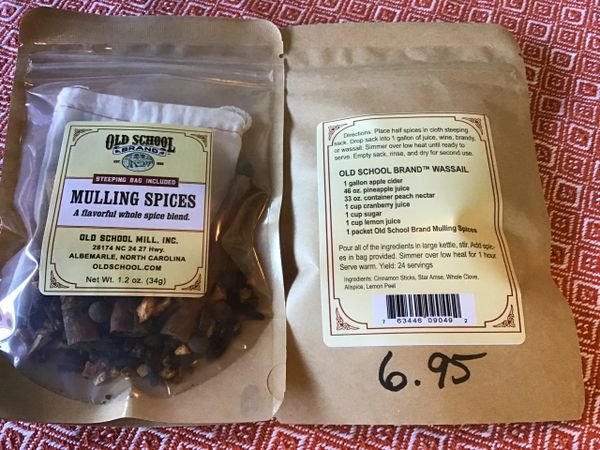 OLD SCHOOL
BRAND
STEEPING BAG INCLUDED
MULLING SPICES
A flavorful whole spice blend.
OLD SCHOOL MILL, INC.
28174 NC 24 27 Hwy.
ALBEMARLE, NORTH CAROLINA
OLDSCHOOL.COM
Net Wt. 1.2 oz. (34g)
Directions: Place half spices in cloth steeping
sack. Drop sack into 1 gallon of juice, wine, brandy,
or wassail. Simmer over low heat until ready to
serve. Empty sack, rinse, and dry for second use.
OLD SCHOOL BRAND™ WASSAIL
1 gallon apple cider
46 oz. pineapple juice
33 oz. container peach nectar
1 cup cranberry juice
1 cup sugar
1 cup lemon juice
1 packet Old School Brand Mulling Spices
Pour all of the ingredients in large kettle, stir. Add spic-
es in bag provided. Simmer over low heat for 1 hour.
Serve warm. Yield: 24 servings
Ingredients: Cinnamon Sticks, Star Anise, Whole Clove,
Allspice, Lemon Peel
7 63446 09049 2
6.95